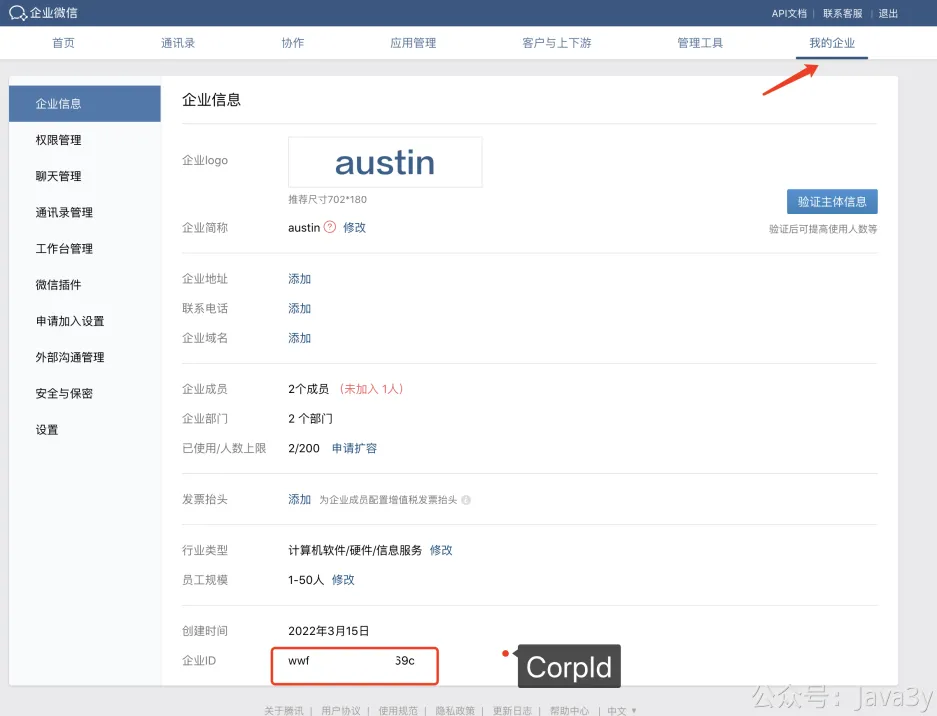 企业微信
API文档 | 联系客服 | 退出
首页 通讯录 协作 应用管理 客户与上下游 管理工具 我的企业
企业信息
权限管理
聊天管理
通讯录管理
工作台管理
微信插件
申请加入设置
外部沟通管理
安全与保密
设置
企业信息
企业logo austin
推荐尺寸702*180
验证主体信息
验证后可提高使用人数等
企业简称 austin ? 修改
企业地址 添加
联系电话 添加
企业域名 添加
企业成员 2个成员 (未加入 1人)
企业部门 2 个部门
已使用/人数上限 2/200 申请扩容
发票抬头 添加 为企业成员配置增值税发票抬头
行业类型 计算机软件/硬件/信息服务 修改
员工规模 1-50人 修改
创建时间 2022年3月15日
企业ID wwf 39c
CorpId
关于腾讯 | 用户协议 | 使用规范 | 隐私政策 | 更新日志 | 帮助中心 | 中文
公众号：Java3y